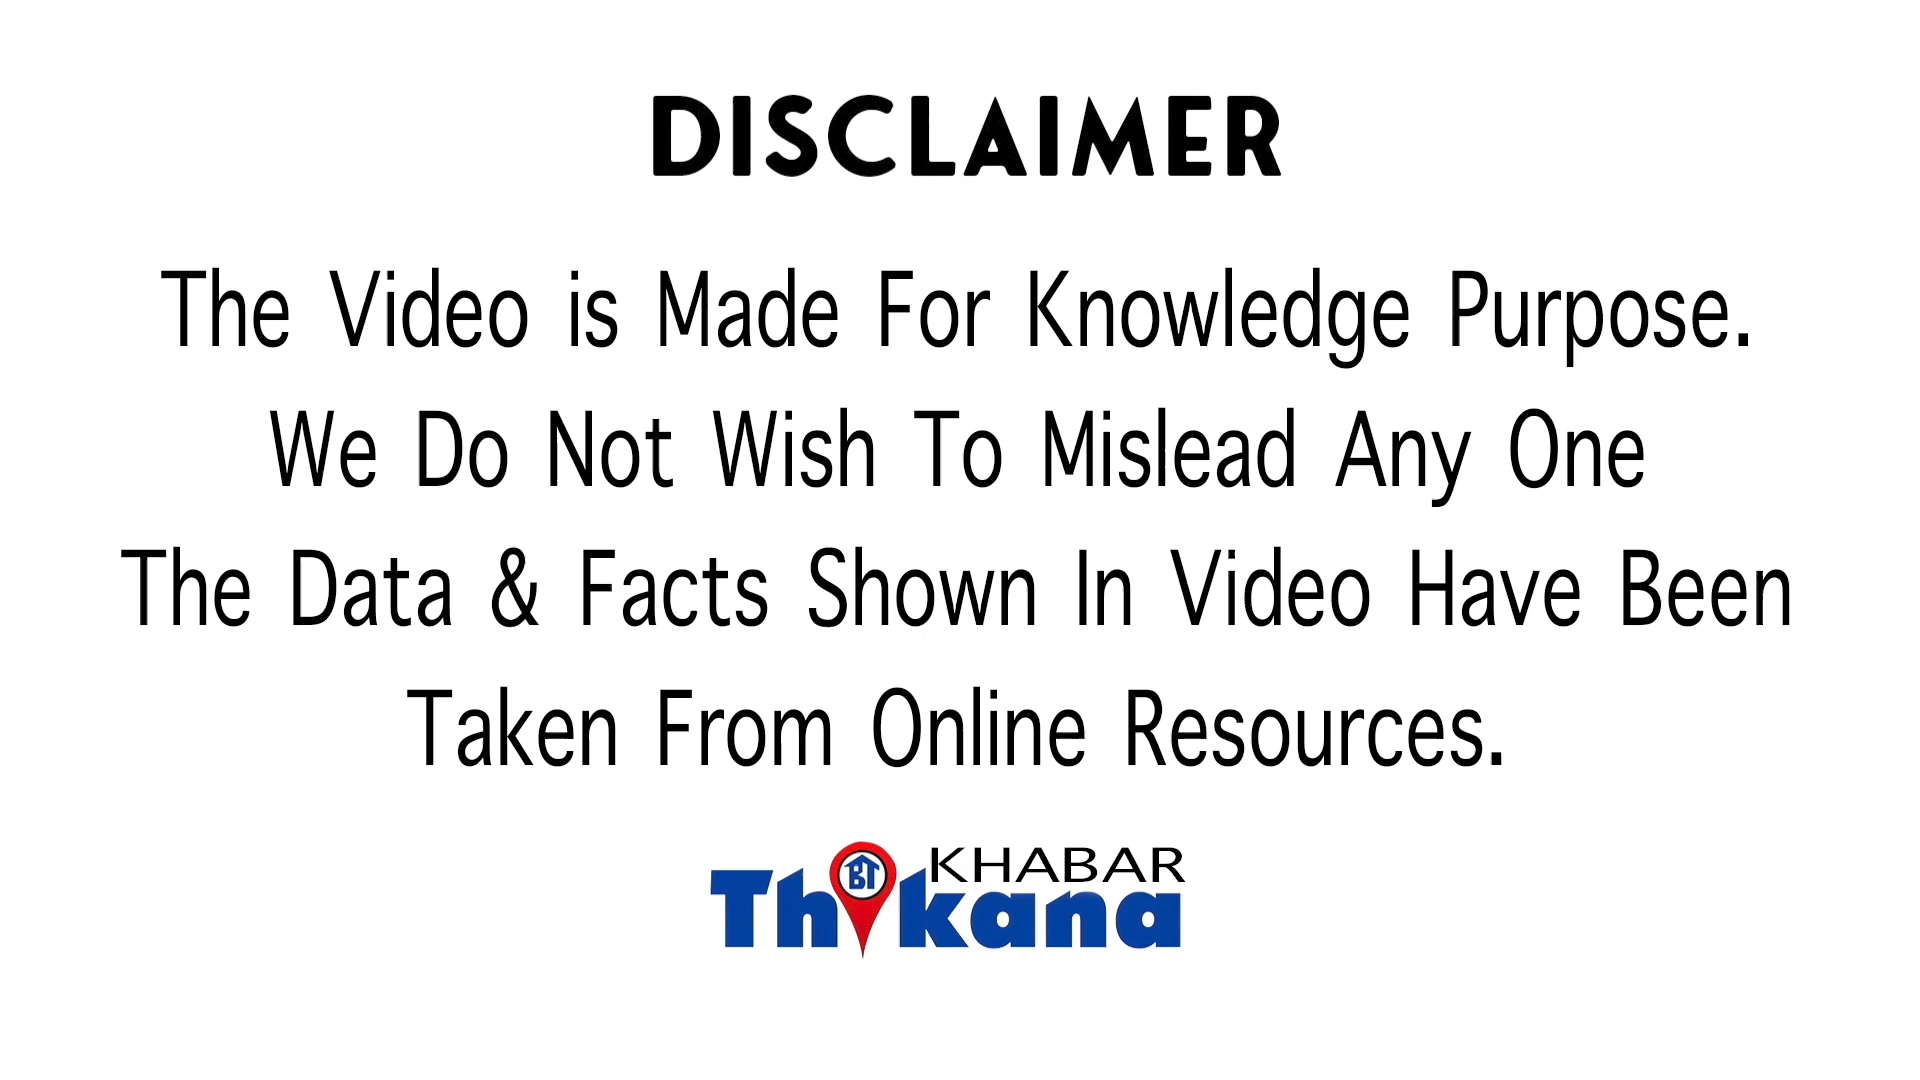 DISCLAIMER
The Video is Made For Knowledge Purpose.
We Do Not Wish To Mislead Any One
The Data & Facts Shown In Video Have Been
Taken From Online Resources.
KHABAR
BT
Thikana